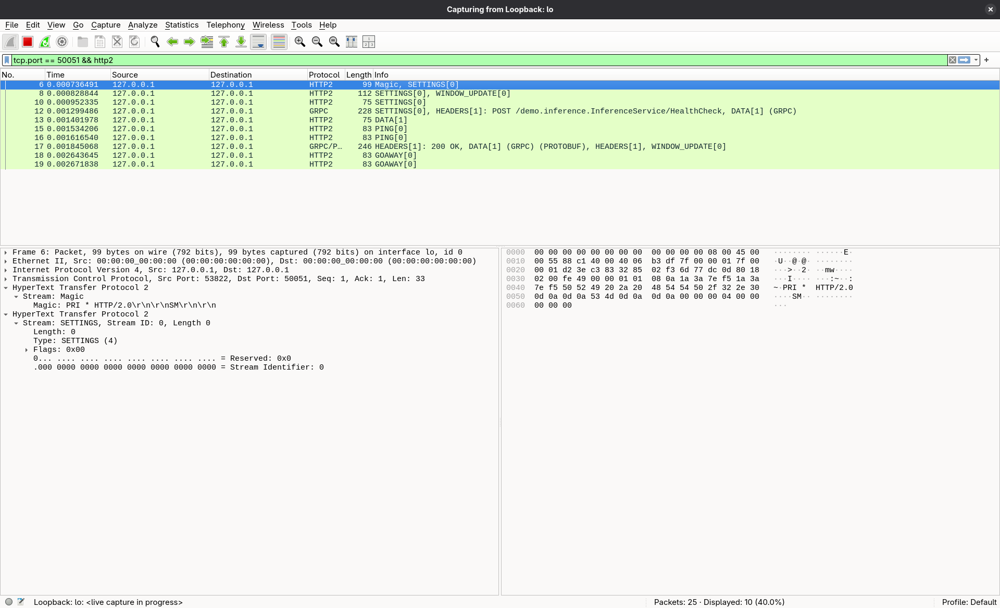 Capturing from Loopback: lo
File Edit View Go Capture Analyze Statistics Telephony Wireless Tools Help
tcp.port == 50051 && http2
No. Time Source Destination Protocol Length Info
6 0.000736491 127.0.0.1 127.0.0.1 HTTP2 99 Magic, SETTINGS[0]
8 0.000828844 127.0.0.1 127.0.0.1 HTTP2 112 SETTINGS[0], WINDOW_UPDATE[0]
10 0.000952335 127.0.0.1 127.0.0.1 HTTP2 75 SETTINGS[0]
12 0.001299486 127.0.0.1 127.0.0.1 GRPC 228 SETTINGS[0], HEADERS[1]: POST /demo.inference.InferenceService/HealthCheck, DATA[1] (GRPC)
13 0.001401978 127.0.0.1 127.0.0.1 HTTP2 75 DATA[1]
15 0.001534206 127.0.0.1 127.0.0.1 HTTP2 83 PING[0]
16 0.001616540 127.0.0.1 127.0.0.1 HTTP2 83 PING[0]
17 0.001845068 127.0.0.1 127.0.0.1 GRPC/P… 246 HEADERS[1]: 200 OK, DATA[1] (GRPC) (PROTOBUF), HEADERS[1], WINDOW_UPDATE[0]
18 0.002643645 127.0.0.1 127.0.0.1 HTTP2 83 GOAWAY[0]
19 0.002671838 127.0.0.1 127.0.0.1 HTTP2 83 GOAWAY[0]
Frame 6: Packet, 99 bytes on wire (792 bits), 99 bytes captured (792 bits) on interface lo, id 0
Ethernet II, Src: 00:00:00_00:00:00 (00:00:00:00:00:00), Dst: 00:00:00_00:00:00 (00:00:00:00:00:00)
Internet Protocol Version 4, Src: 127.0.0.1, Dst: 127.0.0.1
Transmission Control Protocol, Src Port: 53822, Dst Port: 50051, Seq: 1, Ack: 1, Len: 33
HyperText Transfer Protocol 2
Stream: Magic
Magic: PRI * HTTP/2.0\r\n\r\nSM\r\n\r\n
HyperText Transfer Protocol 2
Stream: SETTINGS, Stream ID: 0, Length 0
Length: 0
Type: SETTINGS (4)
Flags: 0x00
0... .... .... .... .... .... .... .... = Reserved: 0x0
.000 0000 0000 0000 0000 0000 0000 0000 = Stream Identifier: 0
0000 00 00 00 00 00 00 00 00 00 00 00 00 08 00 45 00 ········ ······E·
0010 00 55 88 c1 40 00 40 06 b3 df 7f 00 00 01 7f 00 ·U··@·@· ········
0020 00 01 d2 3e c3 83 32 85 02 f3 6d 77 dc 0d 80 18 ···>··2· ··mw····
0030 02 00 fe 49 00 00 01 01 08 0a 1a 3a 7e f5 1a 3a ···I···· ···:~··:
0040 7e f5 50 52 49 20 2a 20 48 54 54 50 2f 32 2e 30 ~·PRI * HTTP/2.0
0050 0d 0a 0d 0a 53 4d 0d 0a 0d 0a 00 00 00 04 00 00 ····SM·· ········
0060 00 00 00 ···
Loopback: lo: <live capture in progress>
Packets: 25 · Displayed: 10 (40.0%)
Profile: Default